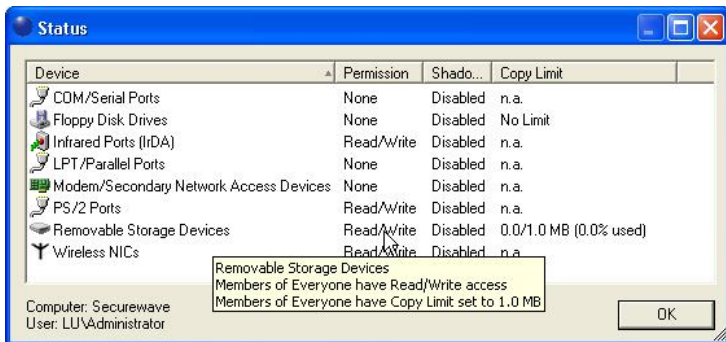 Status
Device Permission Shado... Copy Limit
COM/Serial Ports None Disabled n.a.
Floppy Disk Drives None Disabled No Limit
Infrared Ports (IrDA) Read/Write Disabled n.a.
LPT/Parallel Ports None Disabled n.a.
Modem/Secondary Network Access Devices None Disabled n.a.
PS/2 Ports Read/Write Disabled n.a.
Removable Storage Devices Read/Write Disabled 0.0/1.0 MB (0.0% used)
Wireless NICs Read/Write Disabled n.a.
Removable Storage Devices
Members of Everyone have Read/Write access
Members of Everyone have Copy Limit set to 1.0 MB
Computer: Securewave
User: LU\Administrator
OK